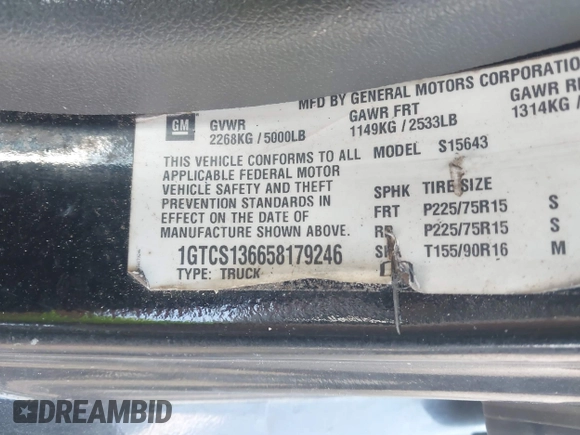 MFD BY GENERAL MOTORS CORPORATION
GM GVWR GAWR FRT GAWR
2268KG / 5000LB 1149KG / 2533LB 1314KG /
THIS VEHICLE CONFORMS TO ALL MODEL S15643
APPLICABLE FEDERAL MOTOR
VEHICLE SAFETY AND THEFT SPHK TIRE SIZE
PREVENTION STANDARDS IN FRT P225/75R15 S
EFFECT ON THE DATE OF RR P225/75R15 S
MANUFACTURE SHOWN ABOVE. T155/90R16 M
1GTCS136658179246
TYPE: TRUCK
DREAMBID